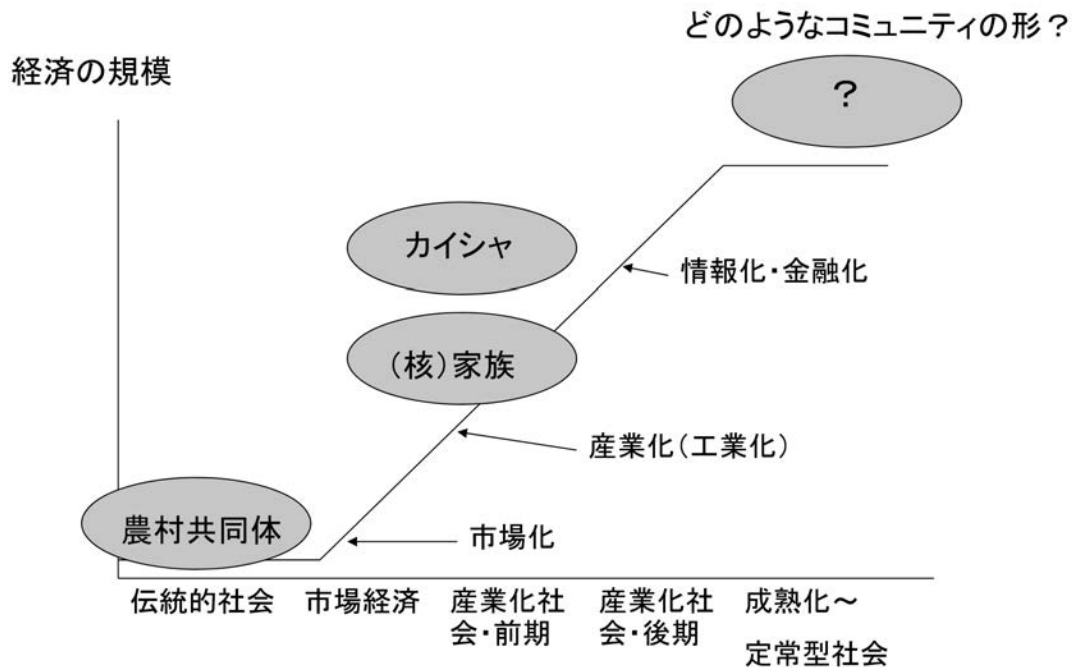 どのようなコミュニティの形？
経済の規模
？
カイシャ
情報化・金融化
（核）家族
産業化（工業化）
農村共同体
市場化
伝統的社会
市場経済
産業化社
会・前期
産業化社
会・後期
成熟化～
定常型社会